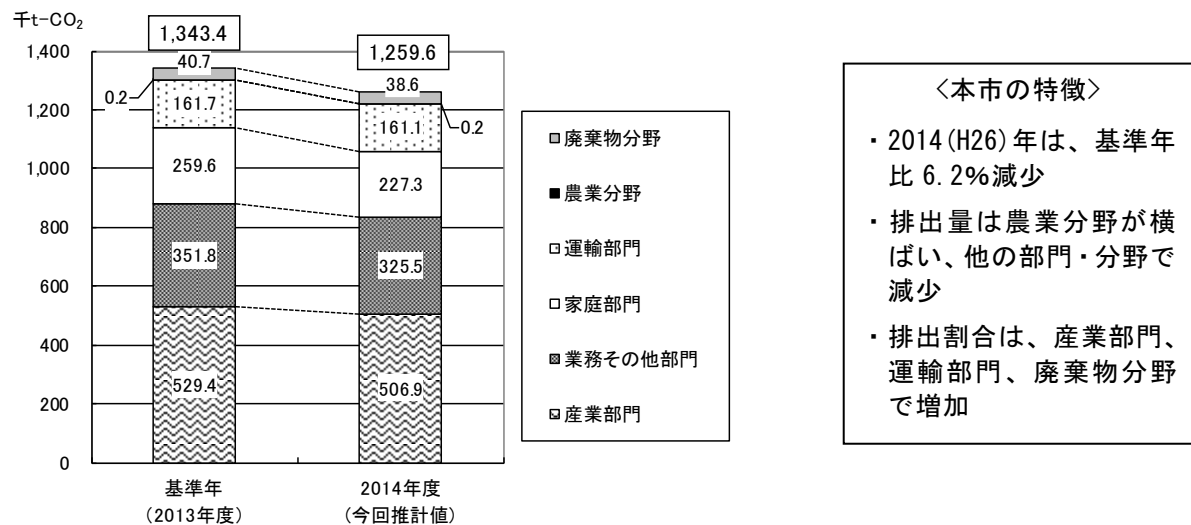 千t-CO₂
1,343.4
1,259.6
1,400
1,200
1,000
800
600
400
200
0
40.7
0.2
161.7
259.6
351.8
529.4
38.6
0.2
161.1
227.3
325.5
506.9
基準年
(2013年度)
2014年度
(今回推計値)
廃棄物分野
農業分野
運輸部門
家庭部門
業務その他部門
産業部門
<本市の特徴>
・2014(H26)年は、基準年
比 6.2%減少
・排出量は農業分野が横
ばい、他の部門・分野で
減少
・排出割合は、産業部門、
運輸部門、廃棄物分野
で増加